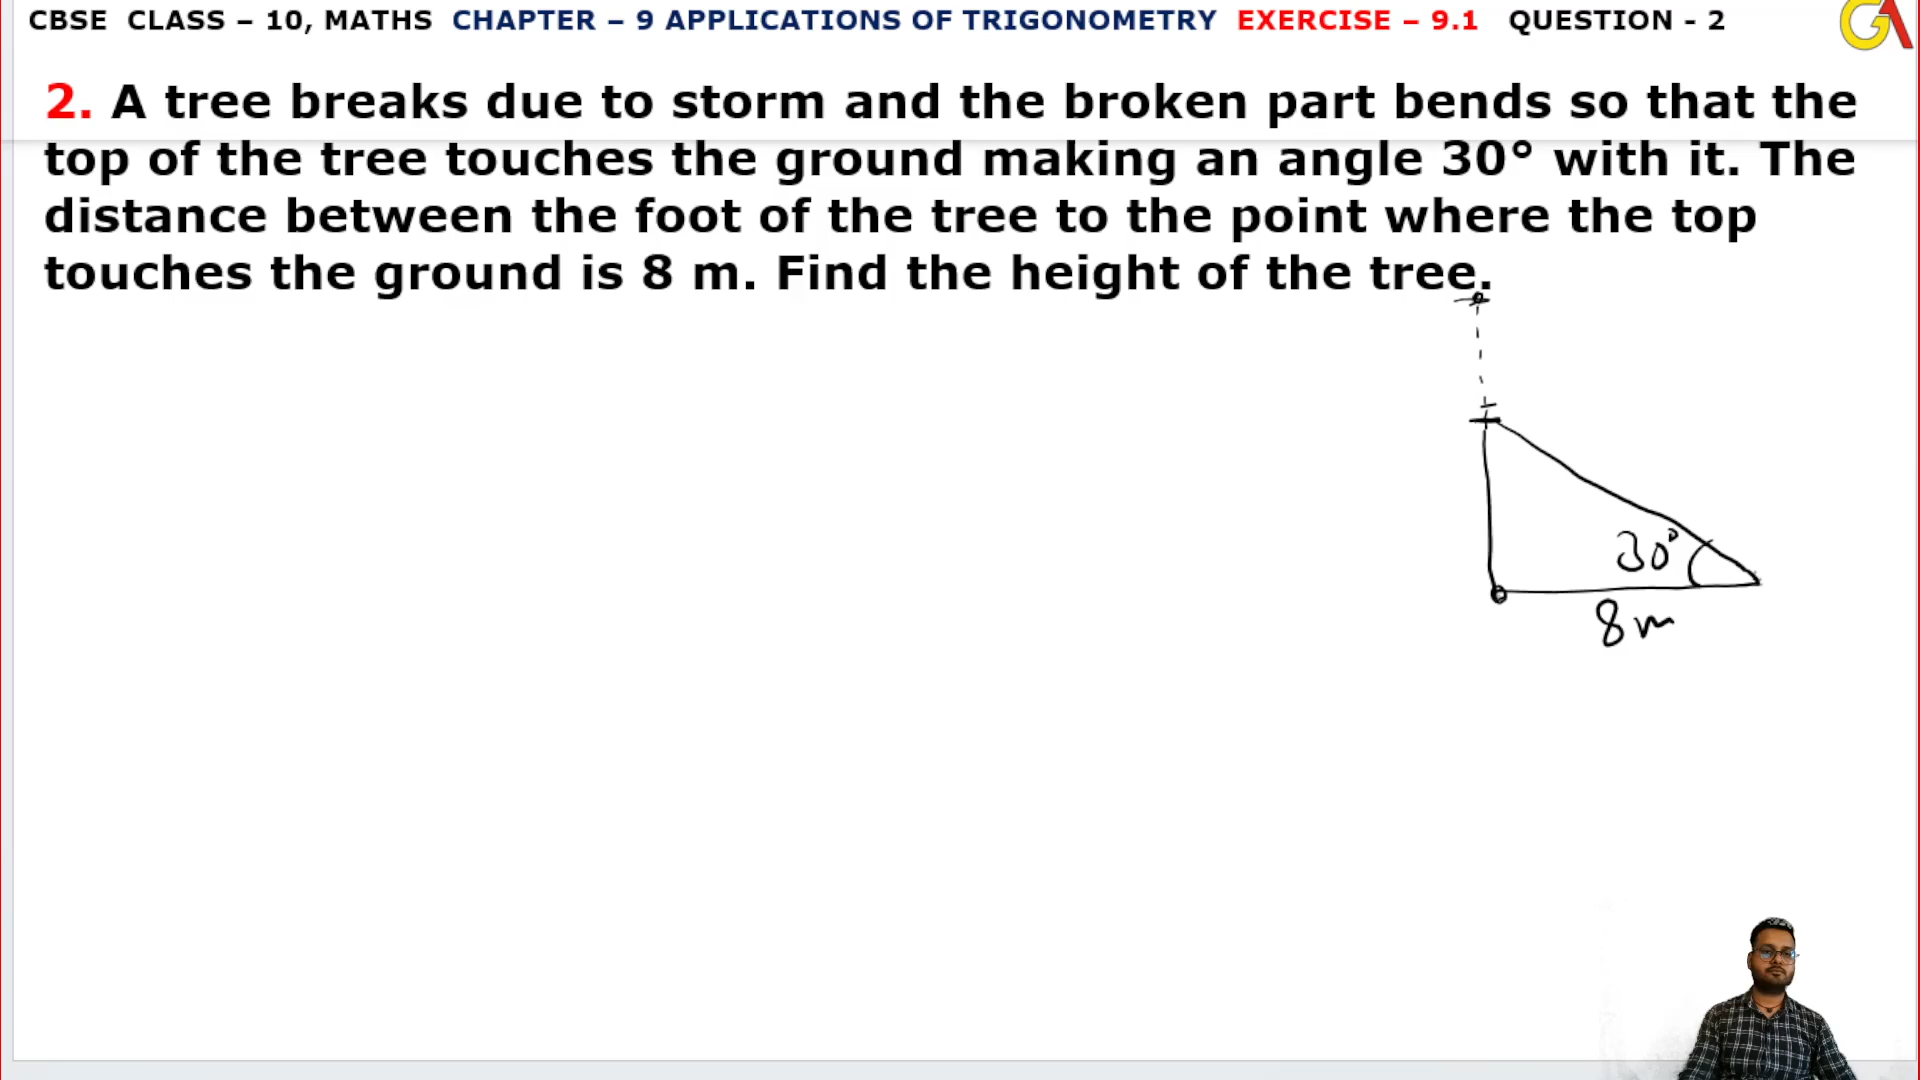 CBSE CLASS – 10, MATHS CHAPTER – 9 APPLICATIONS OF TRIGONOMETRY EXERCISE – 9.1 QUESTION - 2
GA
2. A tree breaks due to storm and the broken part bends so that the
top of the tree touches the ground making an angle 30° with it. The
distance between the foot of the tree to the point where the top
touches the ground is 8 m. Find the height of the tree.
30°
8m